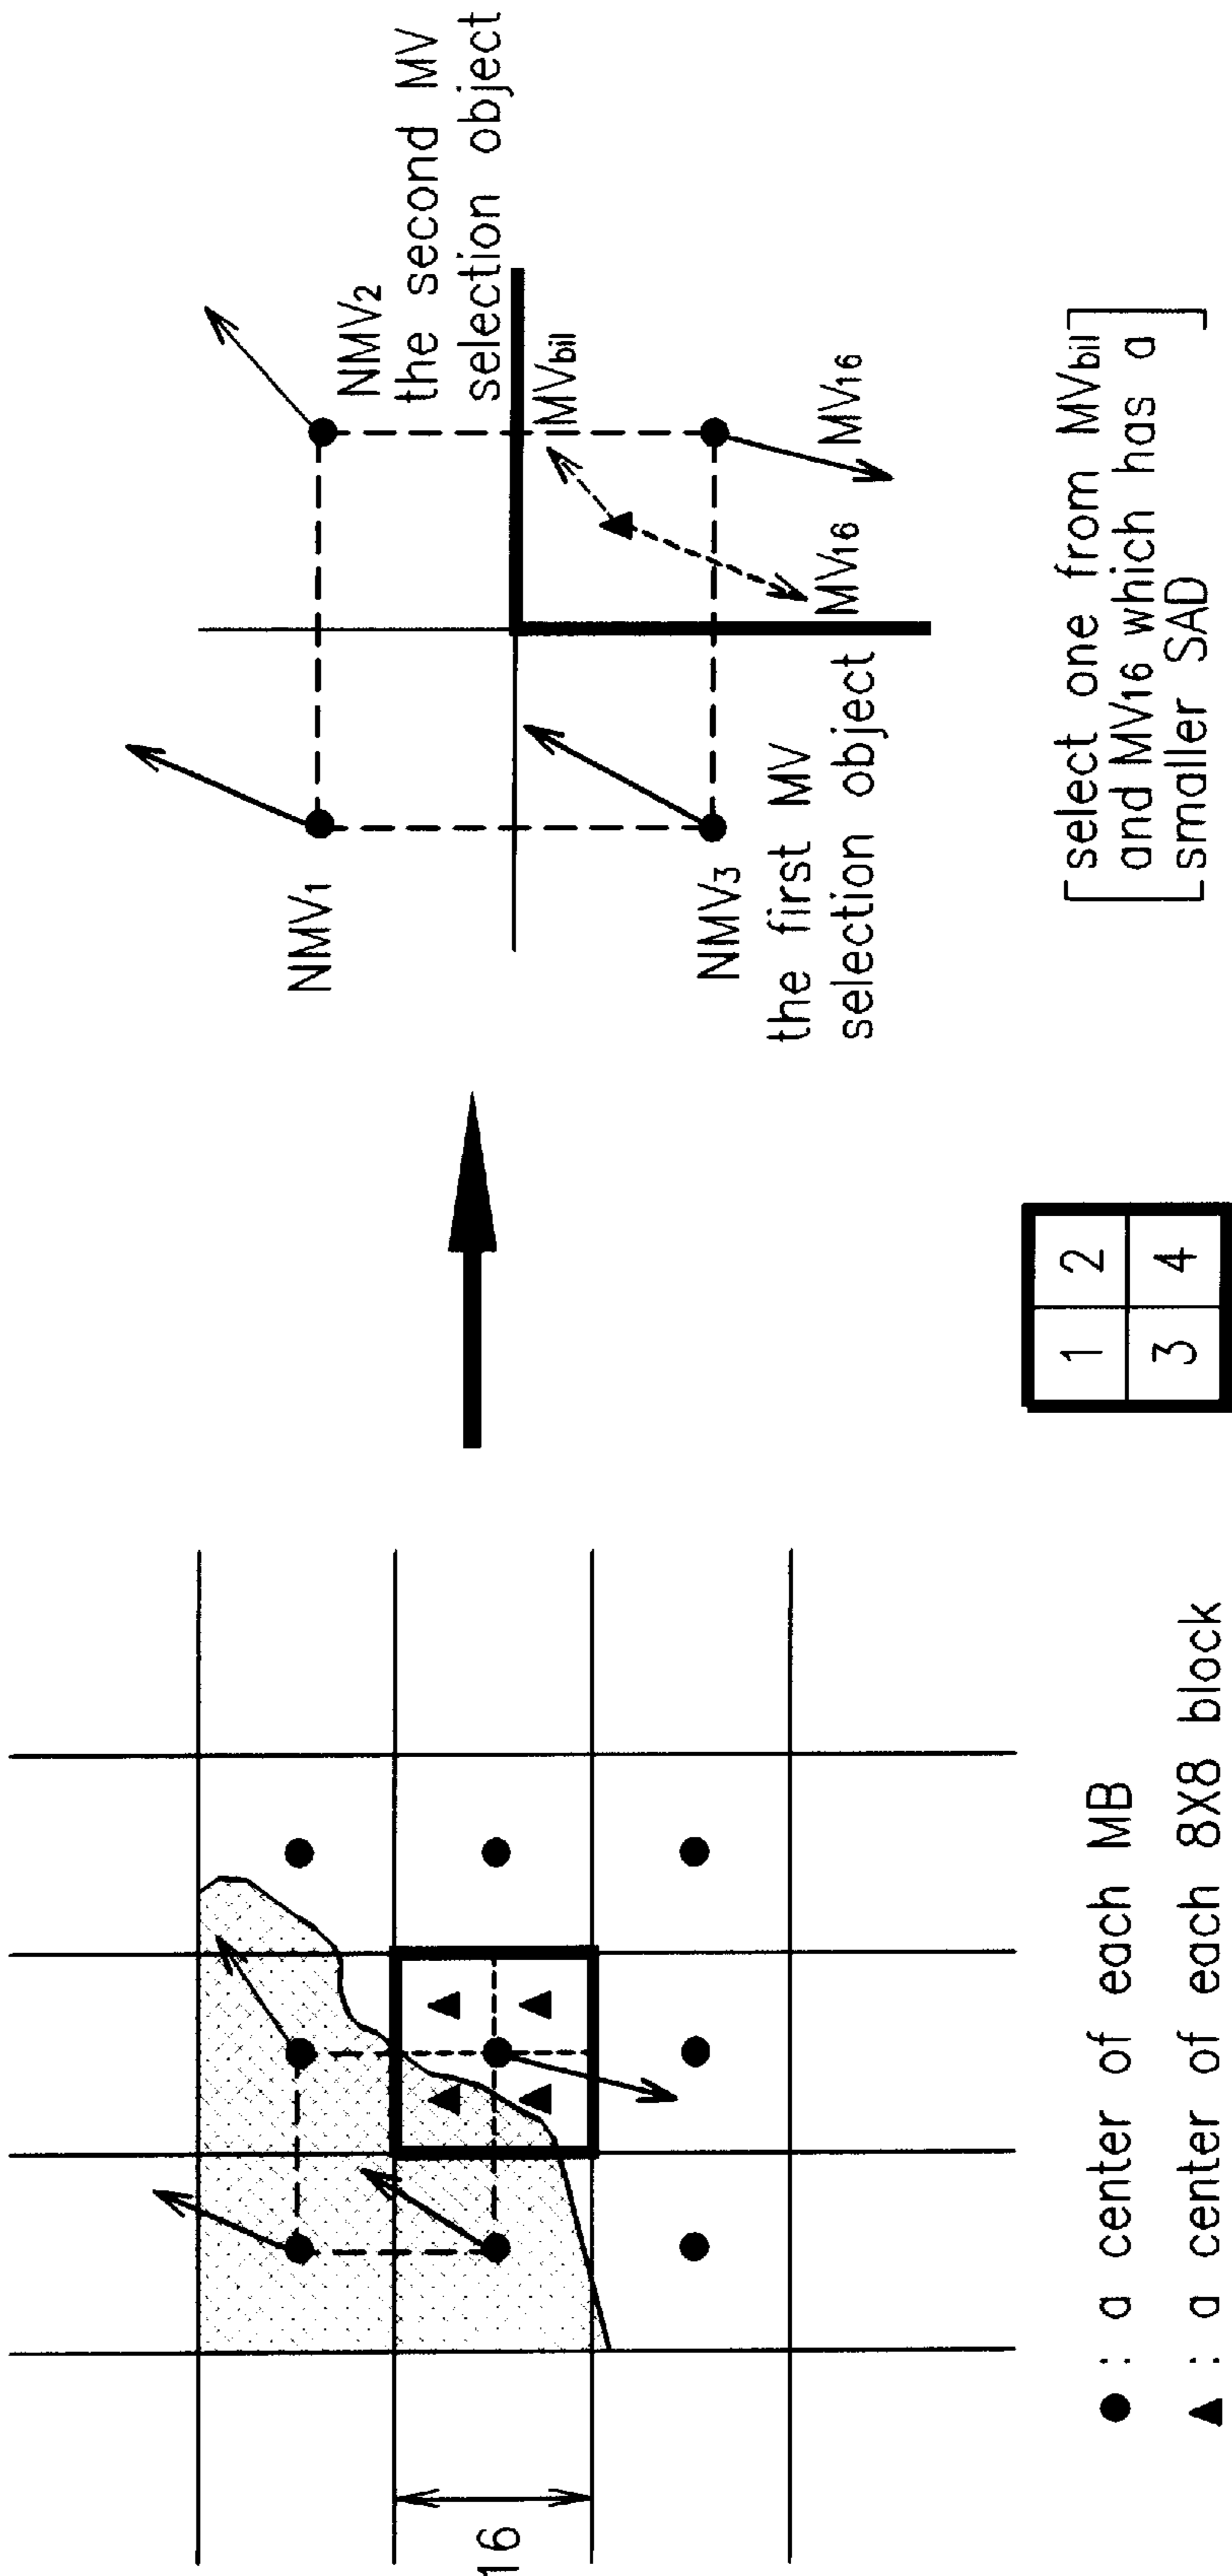 16
● : a center of each MB
▲ : a center of each 8X8 block
1 2
3 4
NMV1
NMV2
the second MV
selection object
MVbil
MV16
MV16
NMV3
the first MV
selection object
[select one from MVbil]
and MV16 which has a
[smaller SAD]